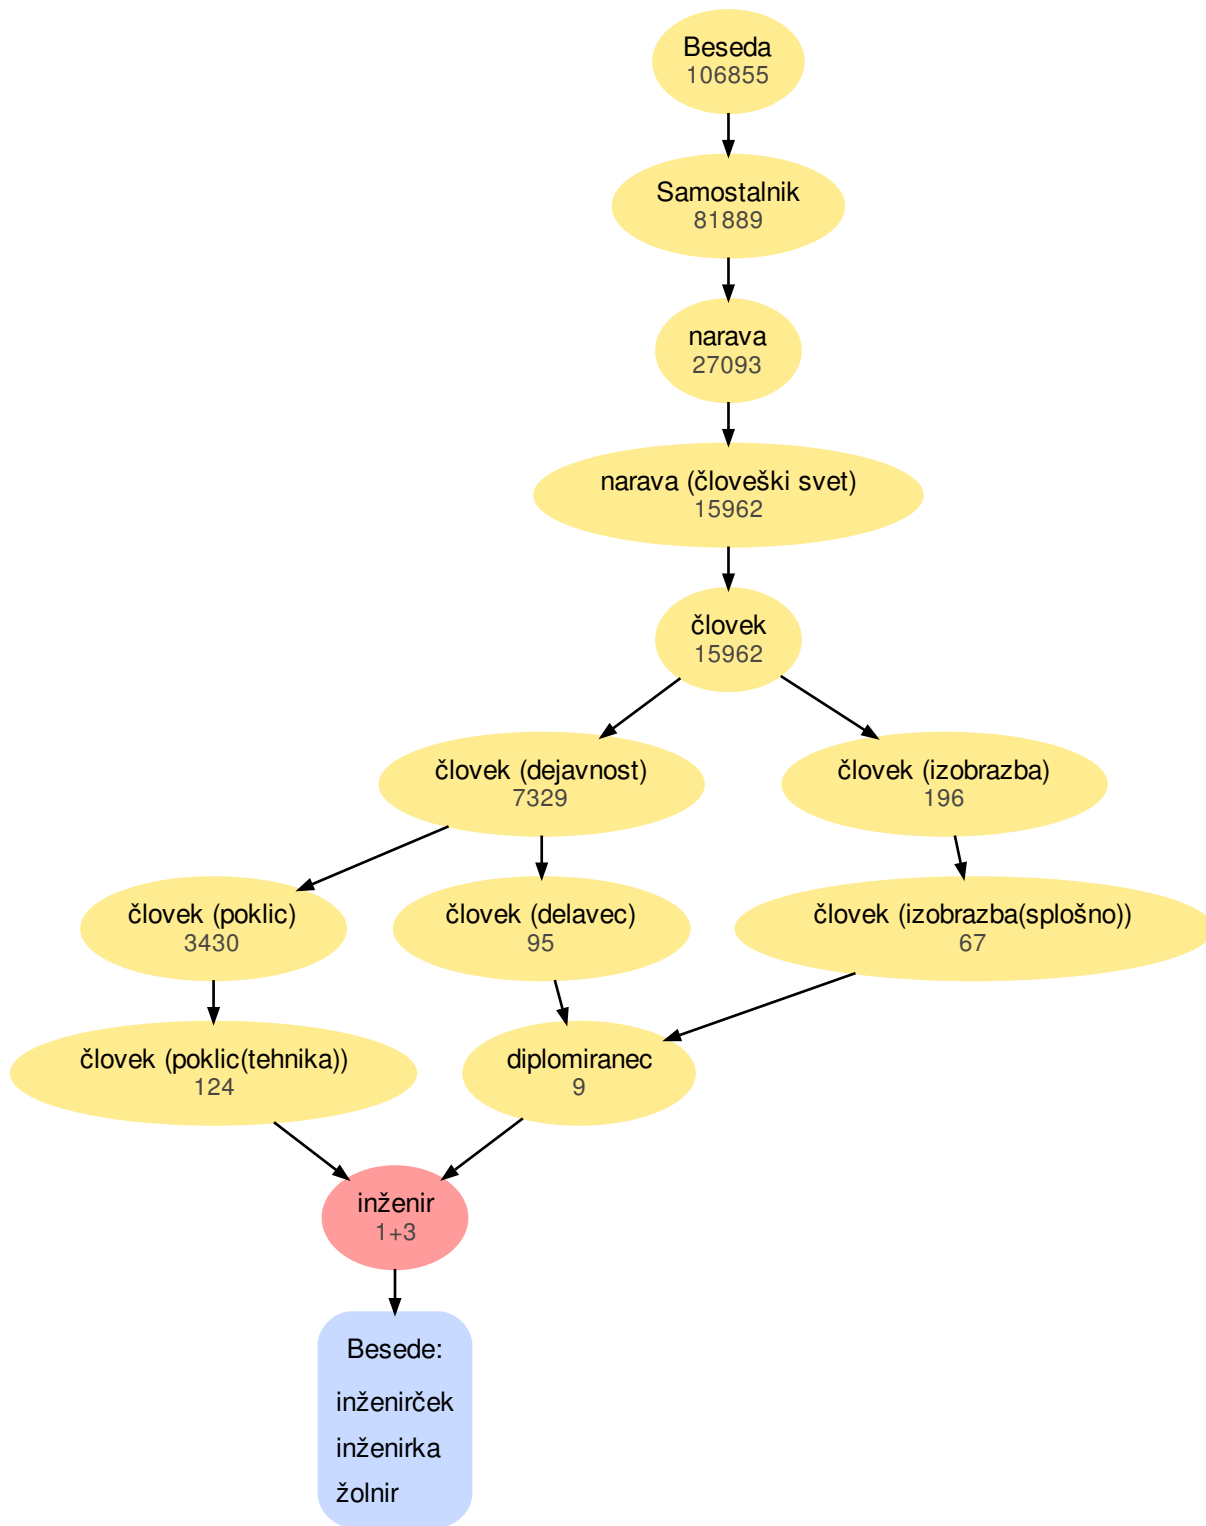 Beseda
106855
Samostalnik
81889
narava
27093
narava (človeški svet)
15962
človek
15962
človek (dejavnost)
7329
človek (izobrazba)
196
človek (poklic)
3430
človek (delavec)
95
človek (izobrazba(splošno))
67
človek (poklic(tehnika))
124
diplomiranec
9
inženir
1+3
Besede:
inženirček
inženirka
žolnir